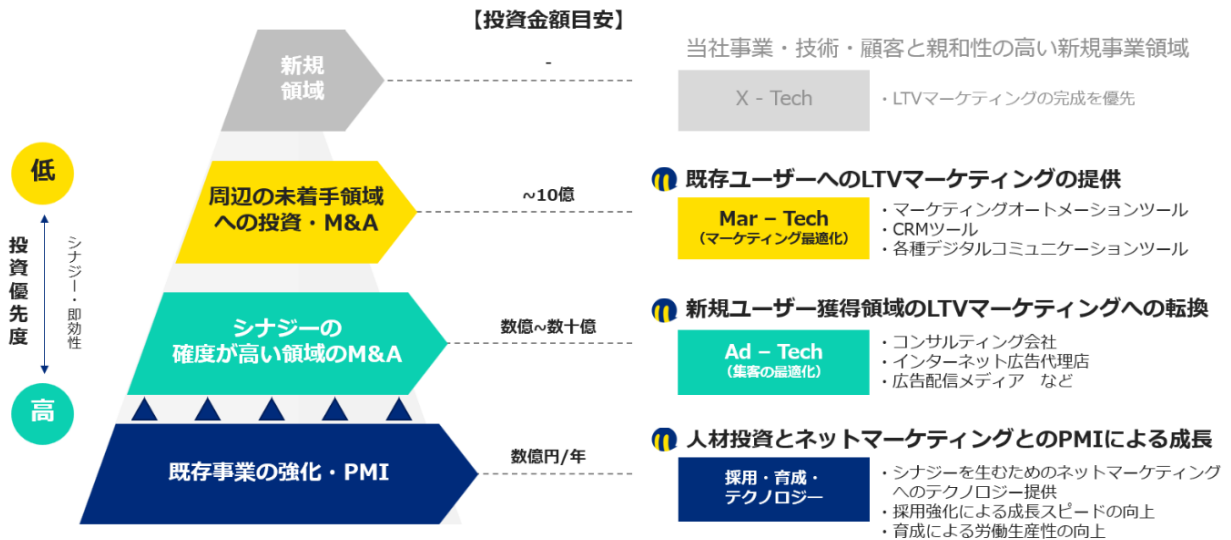 【投資金額目安】
新規
領域
-
当社事業・技術・顧客と親和性の高い新規事業領域
X - Tech
・LTVマーケティングの完成を優先
低
投資優先度
シナジー・即効性
高
周辺の未着手領域
への投資・M&A
~10億
既存ユーザーへのLTVマーケティングの提供
Mar – Tech
（マーケティング最適化）
・マーケティングオートメーションツール
・CRMツール
・各種デジタルコミュニケーションツール
シナジーの
確度が高い領域のM&A
数億~数十億
新規ユーザー獲得領域のLTVマーケティングへの転換
Ad – Tech
（集客の最適化）
・コンサルティング会社
・インターネット広告代理店
・広告配信メディア　など
既存事業の強化・PMI
数億円/年
人材投資とネットマーケティングとのPMIによる成長
採用・育成・
テクノロジー
・シナジーを生むためのネットマーケティング
へのテクノロジー提供
・採用強化による成長スピードの向上
・育成による労働生産性の向上